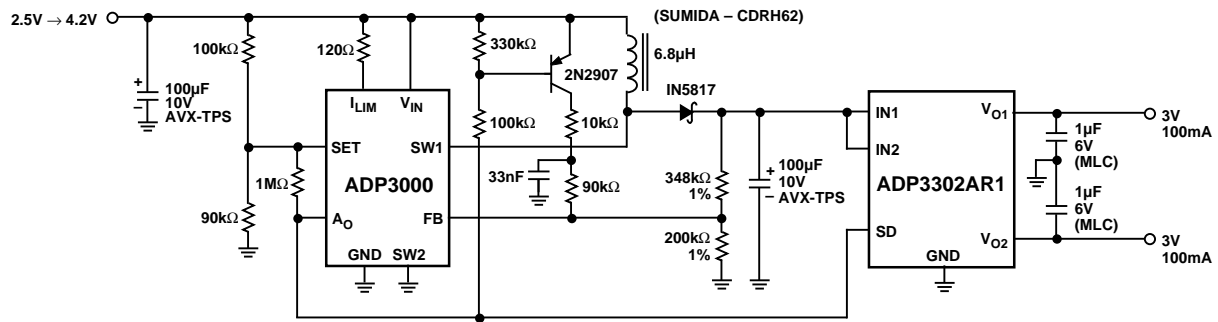 (SUMIDA – CDRH62)
2.5V → 4.2V
100kΩ
120Ω
330kΩ
2N2907
6.8µH
IN5817
+
100µF
10V
–
AVX-TPS
I_LIM
V_IN
100kΩ
10kΩ
SET
SW1
ADP3000
1MΩ
33nF
90kΩ
90kΩ
A_O
FB
GND
SW2
348kΩ
1%
200kΩ
1%
+
100µF
10V
–
AVX-TPS
IN1
IN2
V_O1
ADP3302AR1
SD
V_O2
GND
3V
100mA
1µF
6V
(MLC)
1µF
6V
(MLC)
3V
100mA